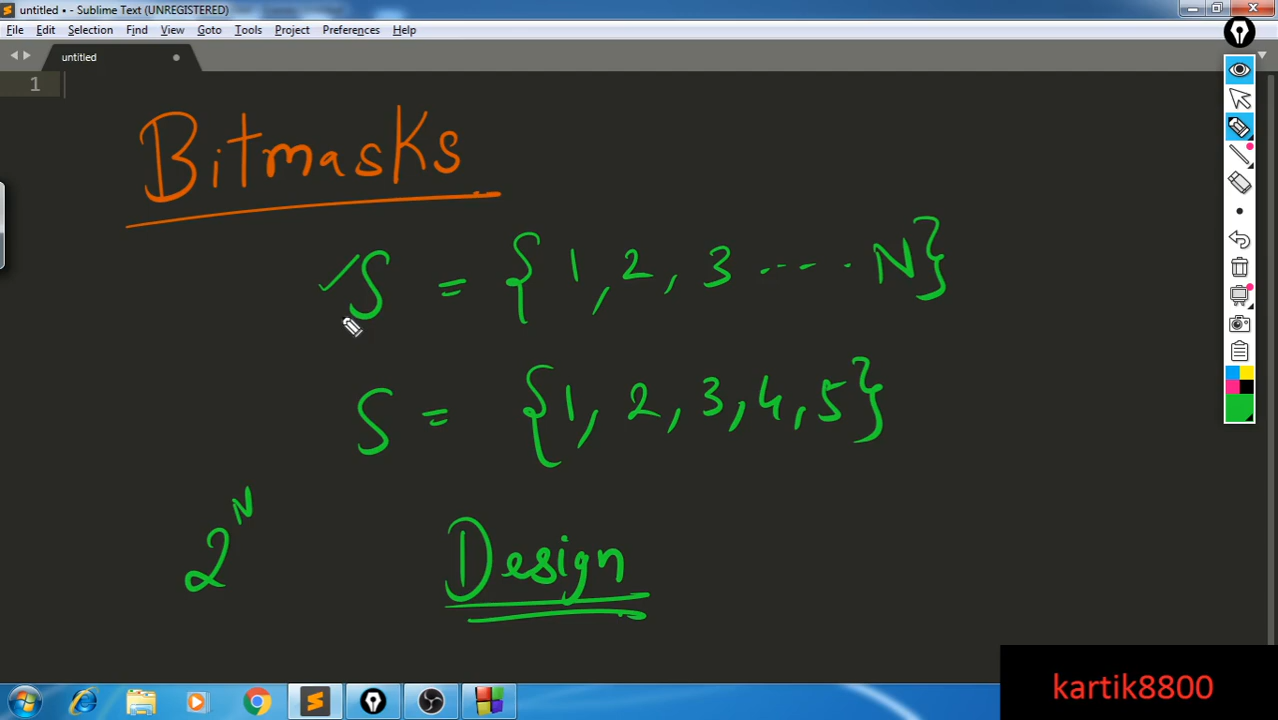 untitled • - Sublime Text (UNREGISTERED)
File Edit Selection Find View Goto Tools Project Preferences Help
untitled
1
Bitmasks
✓S = {1, 2, 3 ..... N}
S = {1, 2, 3, 4, 5}
2^N
Design
kartik8800